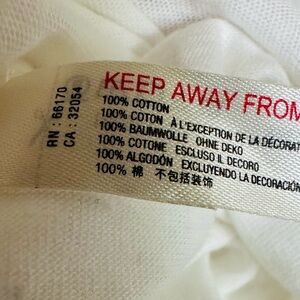 RN : 66170
CA : 32054
KEEP AWAY FROM
100% COTTON
100% COTON À L'EXCEPTION DE LA DÉCORAT
100% BAUMWOLLE OHNE DEKO
100% COTONE ESCLUSO IL DECORO
100% ALGODÓN EXCLUYENDO LA DECORACIÓN
100% 棉 不包括装饰